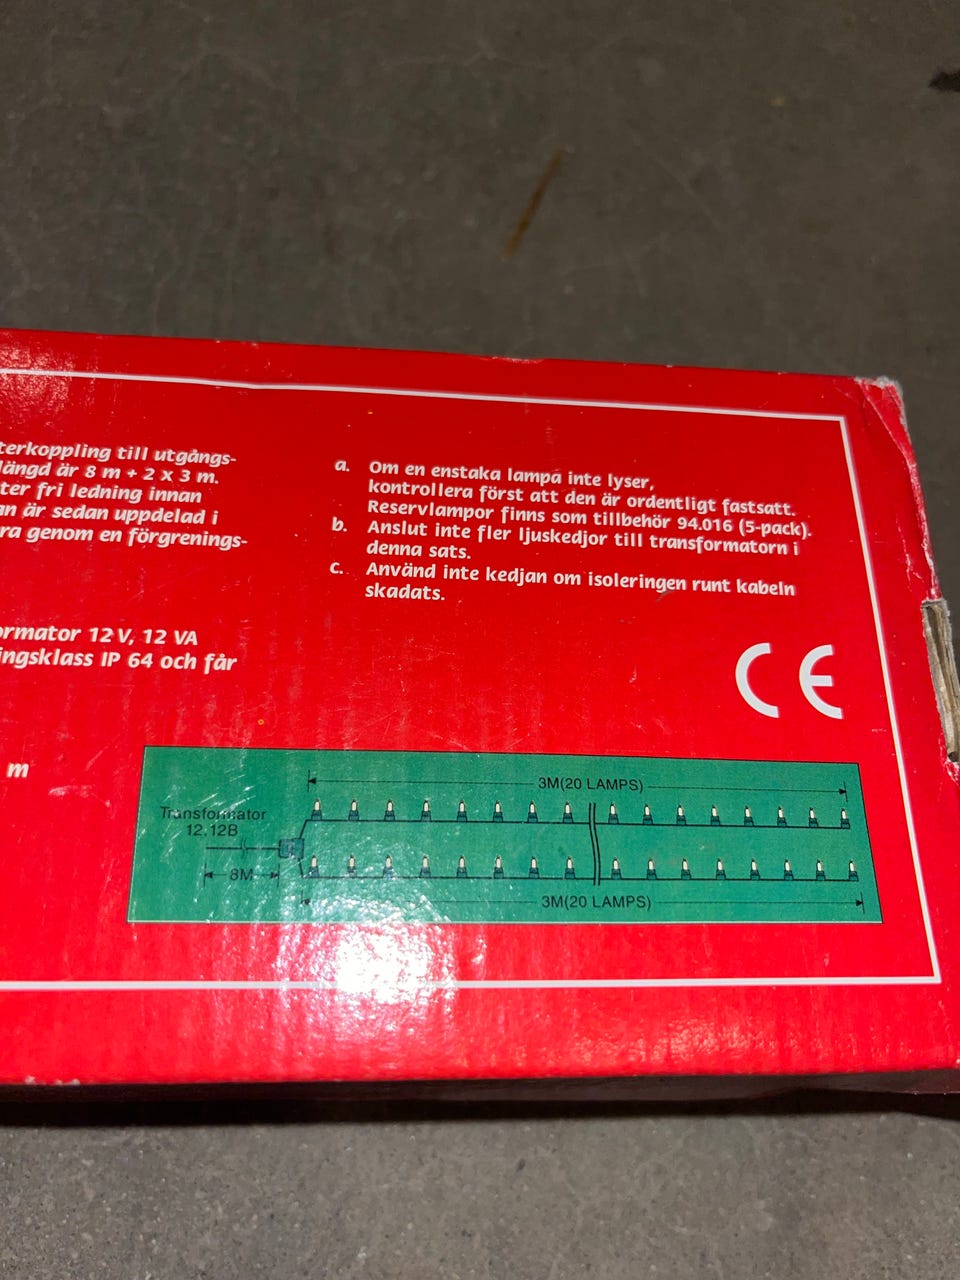 terkoppling till utgångs-
längd är 8 m + 2 x 3 m.
ter fri ledning innan
an är sedan uppdelad i
ra genom en förgrenings-
ormator 12 V, 12 VA
ingsklass IP 64 och får
m
a. Om en enstaka lampa inte lyser,
kontrollera först att den är ordentligt fastsatt.
Reservlampor finns som tillbehör 94.016 (5-pack).
b. Anslut inte fler ljuskedjor till transformatorn i
denna sats.
c. Använd inte kedjan om isoleringen runt kabeln
skadats.
CE
3M(20 LAMPS)
Transformator
12,12B
8M
3M(20 LAMPS)